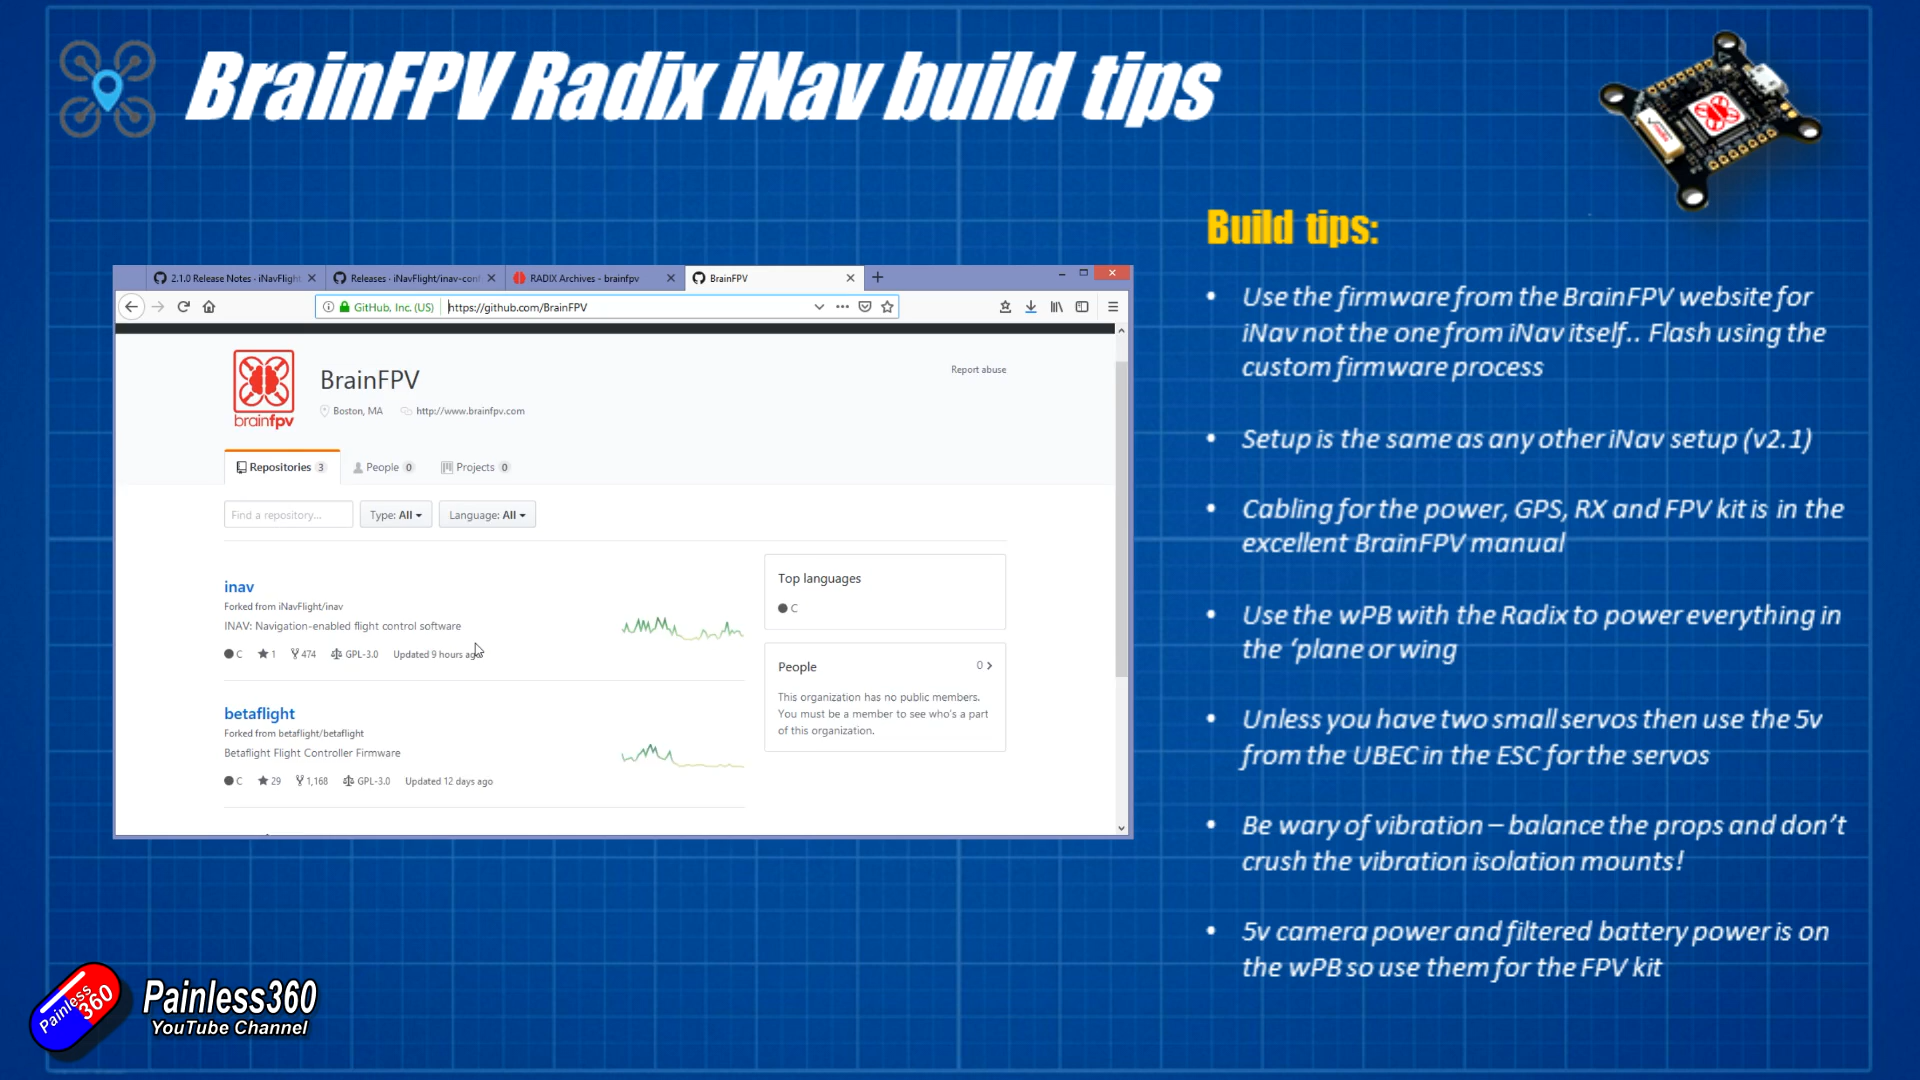 BrainFPV Radix iNav build tips
2.1.0 Release Notes · iNavFlight
Releases · iNavFlight/inav-conf
RADIX Archives - brainfpv
BrainFPV
GitHub, Inc. (US)
https://github.com/BrainFPV
BrainFPV
Report abuse
Boston, MA
http://www.brainfpv.com
brainfpv
Repositories 3
People 0
Projects 0
Find a repository...
Type: All
Language: All
inav
Forked from iNavFlight/inav
INAV: Navigation-enabled flight control software
C 1 474 GPL-3.0 Updated 9 hours ago
betaflight
Forked from betaflight/betaflight
Betaflight Flight Controller Firmware
C 29 1,168 GPL-3.0 Updated 12 days ago
Top languages
C
People 0
This organization has no public members.
You must be a member to see who's a part
of this organization.
Build tips:
• Use the firmware from the BrainFPV website for
iNav not the one from iNav itself.. Flash using the
custom firmware process
• Setup is the same as any other iNav setup (v2.1)
• Cabling for the power, GPS, RX and FPV kit is in the
excellent BrainFPV manual
• Use the wPB with the Radix to power everything in
the ‘plane or wing
• Unless you have two small servos then use the 5v
from the UBEC in the ESC for the servos
• Be wary of vibration – balance the props and don’t
crush the vibration isolation mounts!
• 5v camera power and filtered battery power is on
the wPB so use them for the FPV kit
Painless
360
Painless360
YouTube Channel